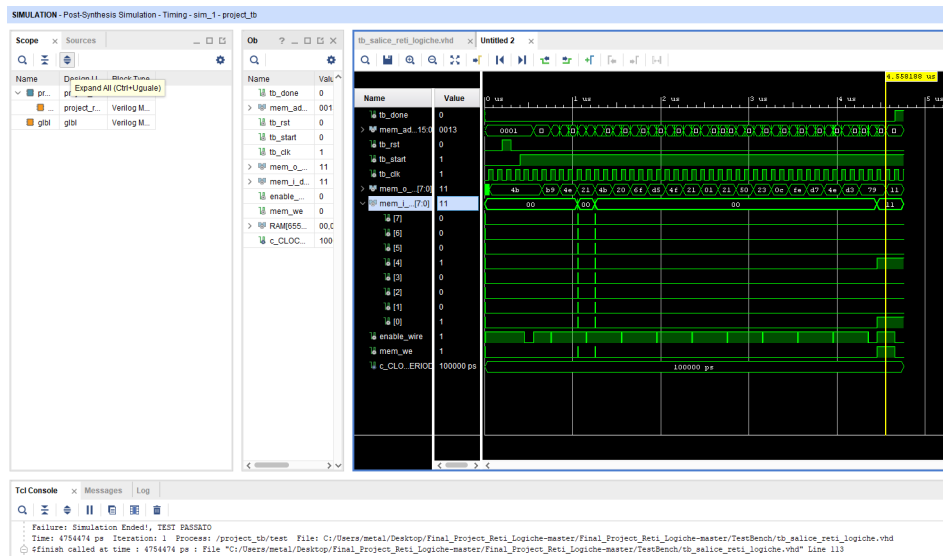 SIMULATION - Post-Synthesis Simulation - Timing - sim_1 - project_tb
Scope × Sources
Ob ? _
tb_salice_reti_logiche.vhd × Untitled 2 ×
Name Design U... Block Type
Expand All (Ctrl+Uguale)
pr...
... project_r... Verilog M...
glbl glbl Verilog M...
Name Valu
tb_done 0
mem_ad... 001
tb_rst 0
tb_start 0
tb_clk 1
mem_o_... 11
mem_i_d... 11
enable_... 0
mem_we 0
RAM[655... 00,0
c_CLOC... 100
4.558188 us
Name Value 0 us 1 us 2 us 3 us 4 us 5
tb_done 0
mem_ad...15:0 0013 0001
tb_rst 0
tb_start 1
tb_clk 1
mem_o_...[7:0] 11 4b b9 4e 21 4b 20 6f d5 4f 21 01 21 50 23 0c fe d7 4e d3 79 11
mem_i_...[7:0] 11 00 00 00 11
[7] 0
[6] 0
[5] 0
[4] 1
[3] 0
[2] 0
[1] 0
[0] 1
enable_wire 1
mem_we 1
c_CLO...ERIOD 100000 ps 100000 ps
Tcl Console × Messages Log
Failure: Simulation Ended!, TEST PASSATO
Time: 4754474 ps Iteration: 1 Process: /project_tb/test File: C:/Users/metal/Desktop/Final_Project_Reti_Logiche-master/Final_Project_Reti_Logiche-master/TestBench/tb_salice_reti_logiche.vhd
$finish called at time : 4754474 ps : File "C:/Users/metal/Desktop/Final_Project_Reti_Logiche-master/Final_Project_Reti_Logiche-master/TestBench/tb_salice_reti_logiche.vhd" Line 113